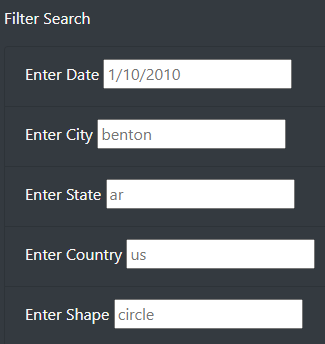 Filter Search
Enter Date 1/10/2010
Enter City benton
Enter State ar
Enter Country us
Enter Shape circle